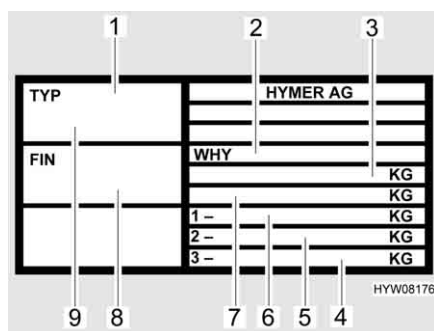 1 2 3
TYP
HYMER AG
FIN
WHY
KG
KG
1 – KG
2 – KG
3 – KG
HYW08176
9 8 7 6 5 4